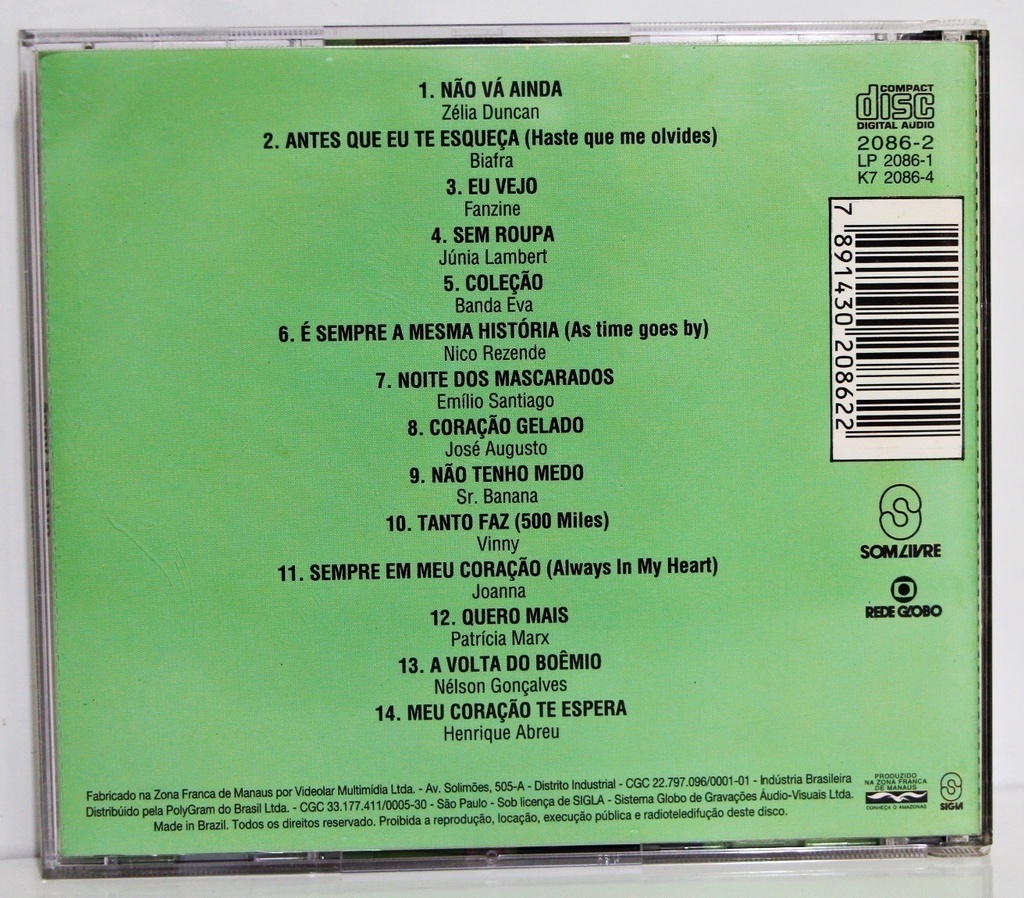 1. NÃO VÁ AINDA
Zélia Duncan
2. ANTES QUE EU TE ESQUEÇA (Haste que me olvides)
Biafra
3. EU VEJO
Fanzine
4. SEM ROUPA
Júnia Lambert
5. COLEÇÃO
Banda Eva
6. É SEMPRE A MESMA HISTÓRIA (As time goes by)
Nico Rezende
7. NOITE DOS MASCARADOS
Emílio Santiago
8. CORAÇÃO GELADO
José Augusto
9. NÃO TENHO MEDO
Sr. Banana
10. TANTO FAZ (500 Miles)
Vinny
11. SEMPRE EM MEU CORAÇÃO (Always In My Heart)
Joanna
12. QUERO MAIS
Patrícia Marx
13. A VOLTA DO BOÊMIO
Nélson Gonçalves
14. MEU CORAÇÃO TE ESPERA
Henrique Abreu
COMPACT
disc
DIGITAL AUDIO
2086-2
LP 2086-1
K7 2086-4
7 891430 208622
SOM LIVRE
REDE GLOBO
Fabricado na Zona Franca de Manaus por Videolar Multimídia Ltda. - Av. Solimões, 505-A - Distrito Industrial - CGC 22.797.096/0001-01 - Indústria Brasileira
Distribúido pela PolyGram do Brasil Ltda. - CGC 33.177.411/0005-30 - São Paulo - Sob licença de SIGLA - Sistema Globo de Gravações Áudio-Visuais Ltda.
Made in Brazil. Todos os direitos reservado. Proibida a reprodução, locação, execução pública e radioteledifução deste disco.
PRODUZIDO
NA ZONA FRANCA
DE MANAUS
CONHEÇA O AMAZONAS
SIGLA